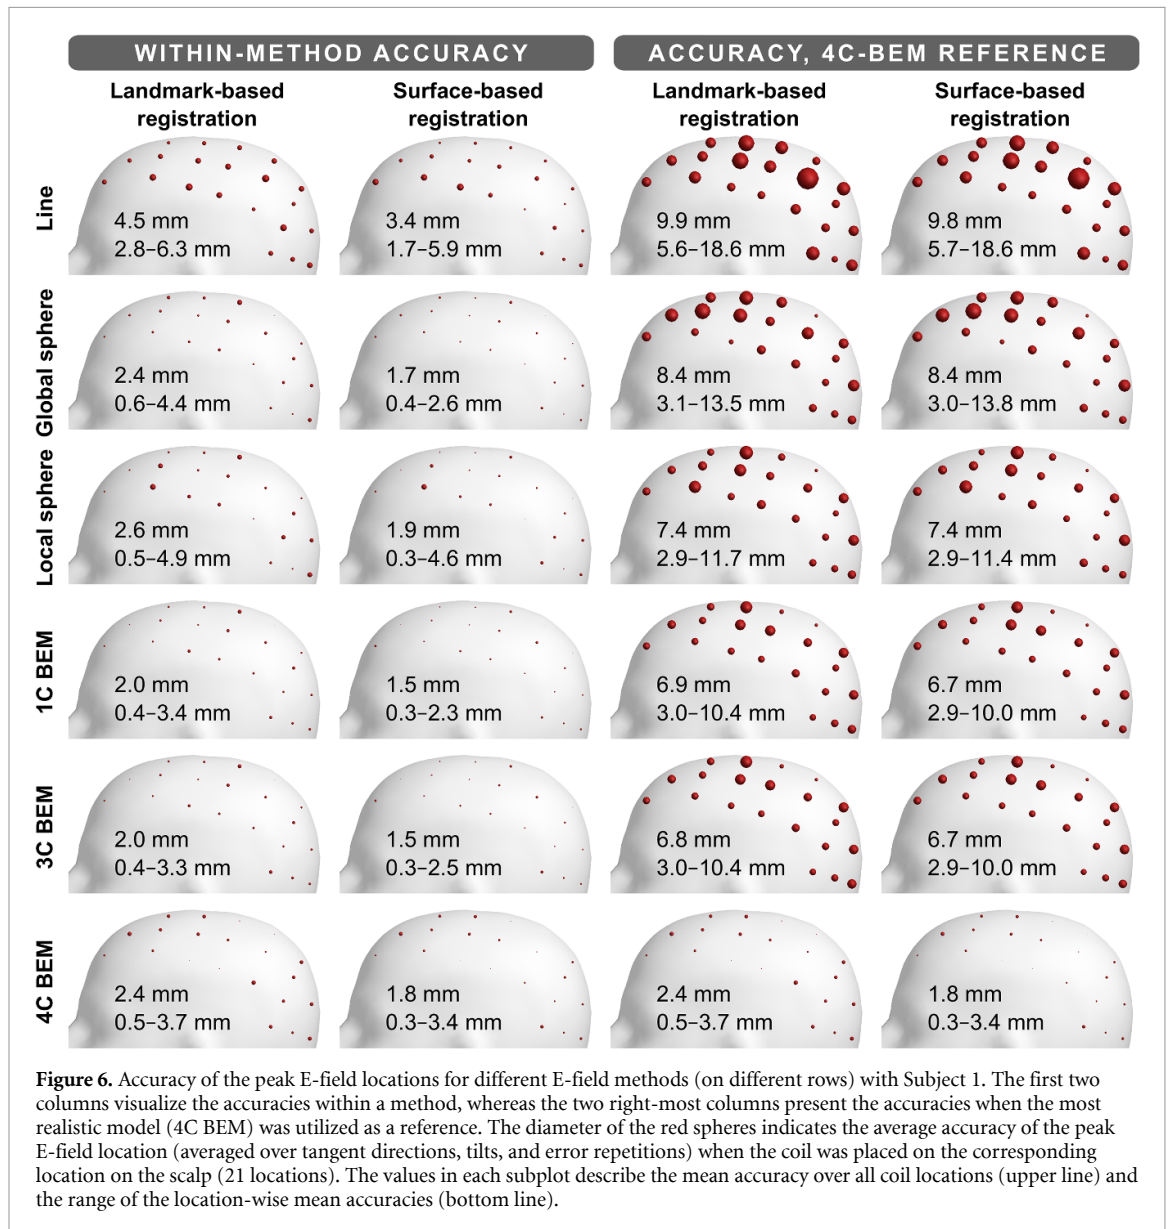 WITHIN-METHOD ACCURACY
ACCURACY, 4C-BEM REFERENCE
Landmark-based
registration
Surface-based
registration
Landmark-based
registration
Surface-based
registration
Line
4.5 mm
2.8–6.3 mm
3.4 mm
1.7–5.9 mm
9.9 mm
5.6–18.6 mm
9.8 mm
5.7–18.6 mm
Global sphere
2.4 mm
0.6–4.4 mm
1.7 mm
0.4–2.6 mm
8.4 mm
3.1–13.5 mm
8.4 mm
3.0–13.8 mm
Local sphere
2.6 mm
0.5–4.9 mm
1.9 mm
0.3–4.6 mm
7.4 mm
2.9–11.7 mm
7.4 mm
2.9–11.4 mm
1C BEM
2.0 mm
0.4–3.4 mm
1.5 mm
0.3–2.3 mm
6.9 mm
3.0–10.4 mm
6.7 mm
2.9–10.0 mm
3C BEM
2.0 mm
0.4–3.3 mm
1.5 mm
0.3–2.5 mm
6.8 mm
3.0–10.4 mm
6.7 mm
2.9–10.0 mm
4C BEM
2.4 mm
0.5–3.7 mm
1.8 mm
0.3–3.4 mm
2.4 mm
0.5–3.7 mm
1.8 mm
0.3–3.4 mm
Figure 6. Accuracy of the peak E-field locations for different E-field methods (on different rows) with Subject 1. The first two
columns visualize the accuracies within a method, whereas the two right-most columns present the accuracies when the most
realistic model (4C BEM) was utilized as a reference. The diameter of the red spheres indicates the average accuracy of the peak
E-field location (averaged over tangent directions, tilts, and error repetitions) when the coil was placed on the corresponding
location on the scalp (21 locations). The values in each subplot describe the mean accuracy over all coil locations (upper line) and
the range of the location-wise mean accuracies (bottom line).